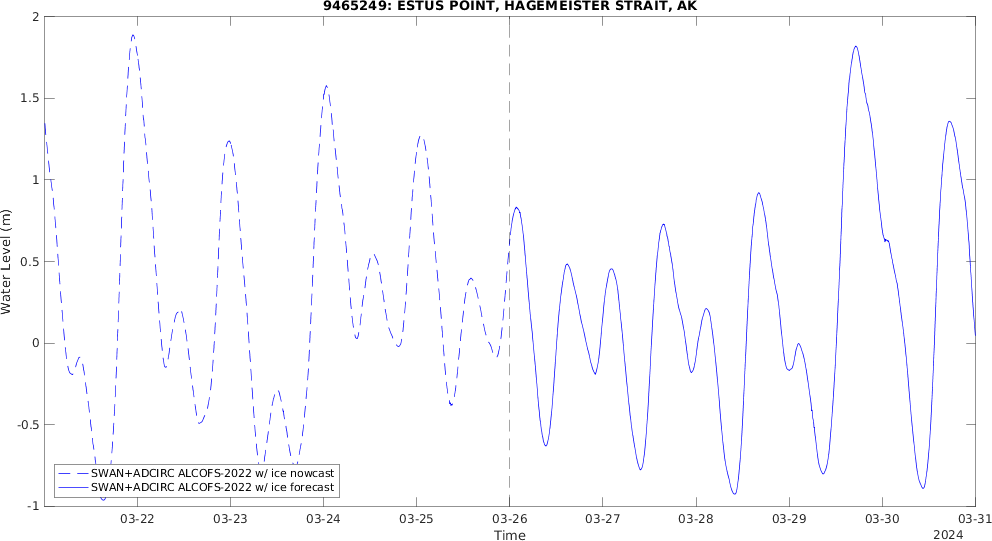 9465249: ESTUS POINT, HAGEMEISTER STRAIT, AK
2
1.5
1
0.5
0
-0.5
-1
Water Level (m)
SWAN+ADCIRC ALCOFS-2022 w/ ice nowcast
SWAN+ADCIRC ALCOFS-2022 w/ ice forecast
03-22 03-23 03-24 03-25 03-26 03-27 03-28 03-29 03-30 03-31
Time
2024